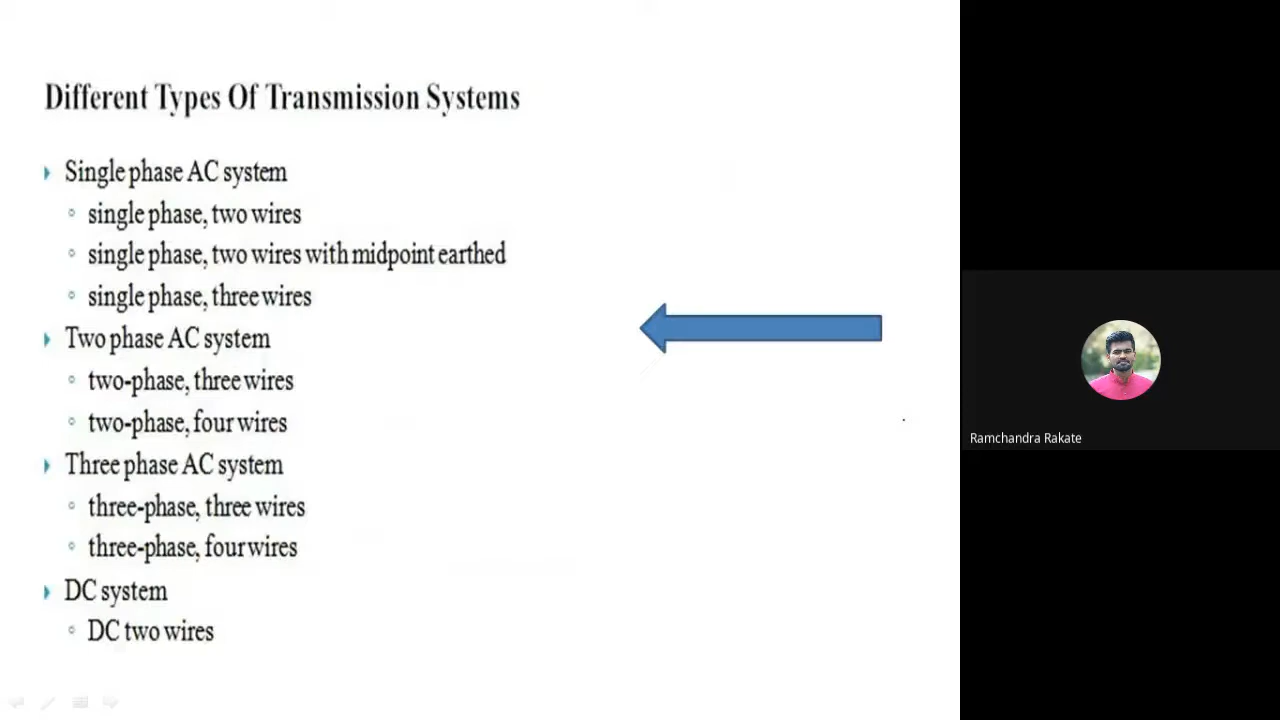 Different Types Of Transmission Systems
Single phase AC system
single phase, two wires
single phase, two wires with midpoint earthed
single phase, three wires
Two phase AC system
two-phase, three wires
two-phase, four wires
Three phase AC system
three-phase, three wires
three-phase, four wires
DC system
DC two wires
Ramchandra Rakate